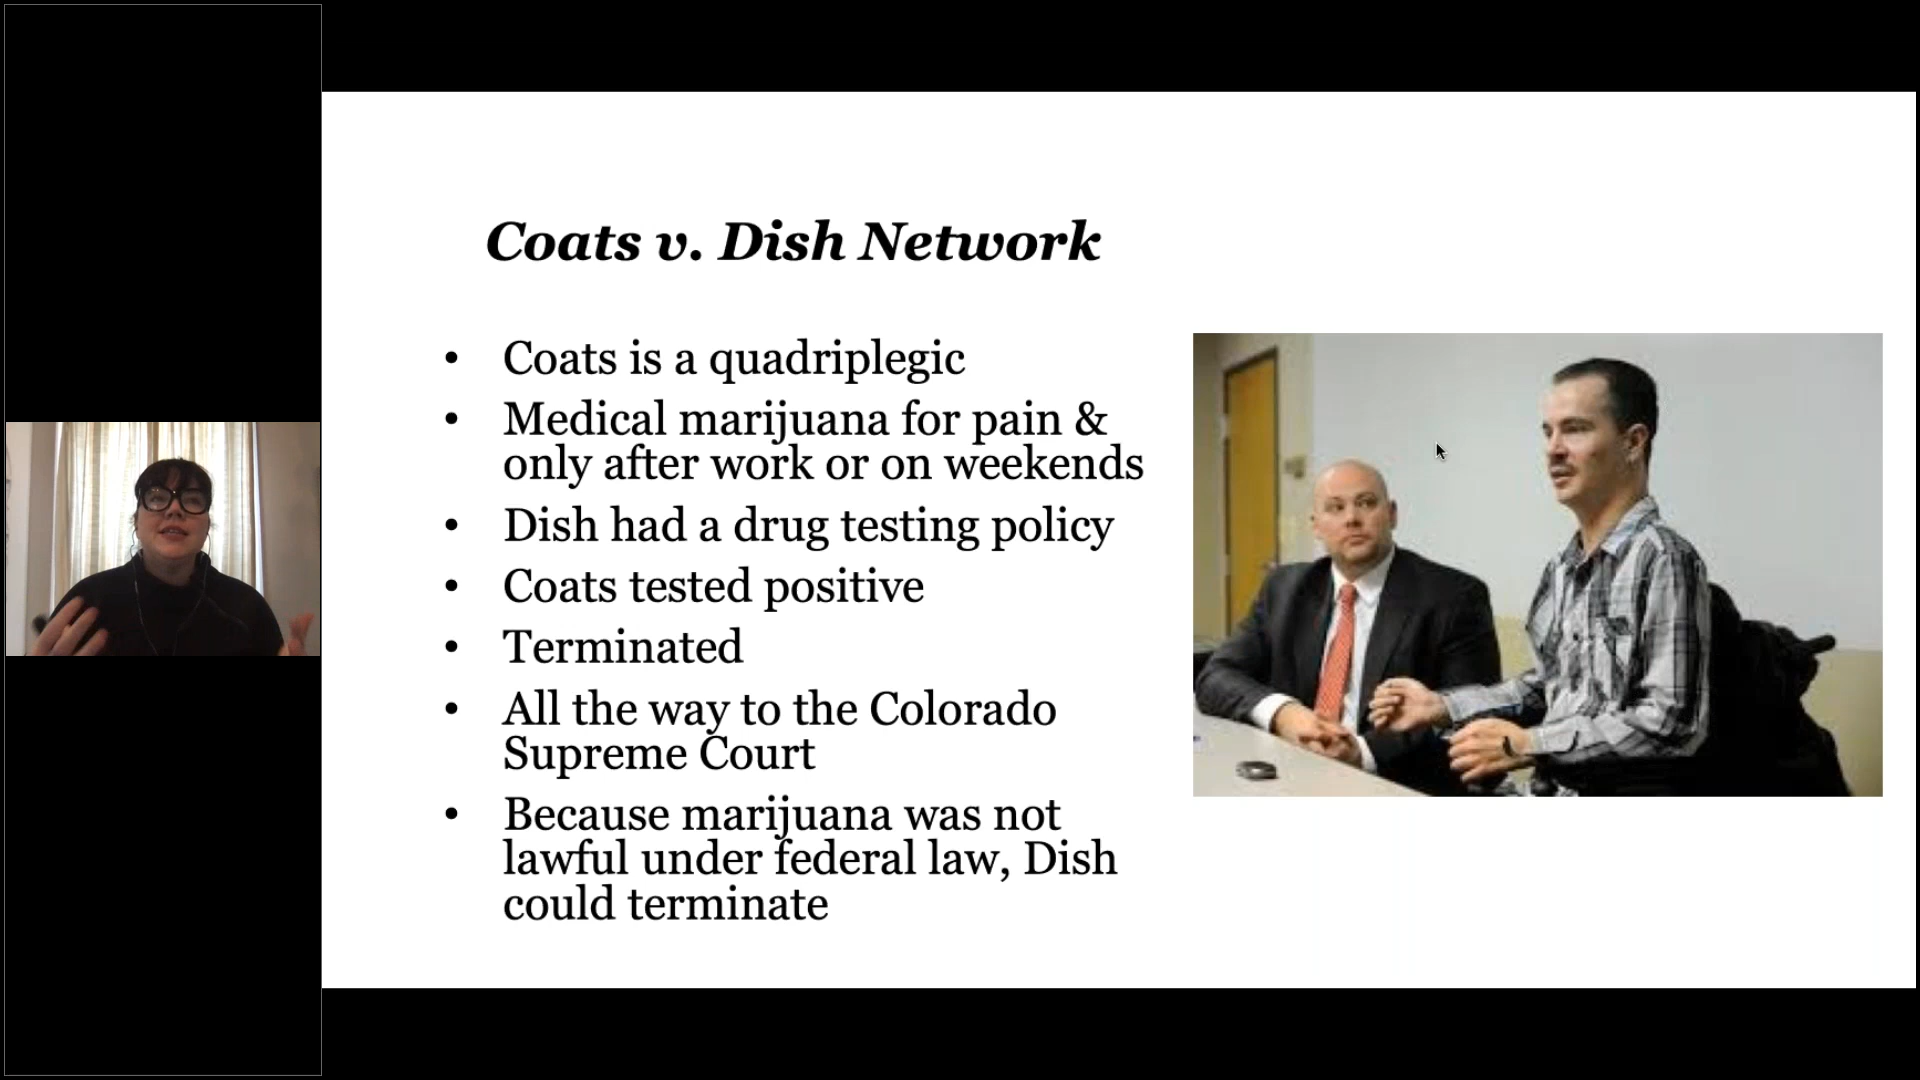 Coats v. Dish Network
• Coats is a quadriplegic
• Medical marijuana for pain &
only after work or on weekends
• Dish had a drug testing policy
• Coats tested positive
• Terminated
• All the way to the Colorado
Supreme Court
• Because marijuana was not
lawful under federal law, Dish
could terminate